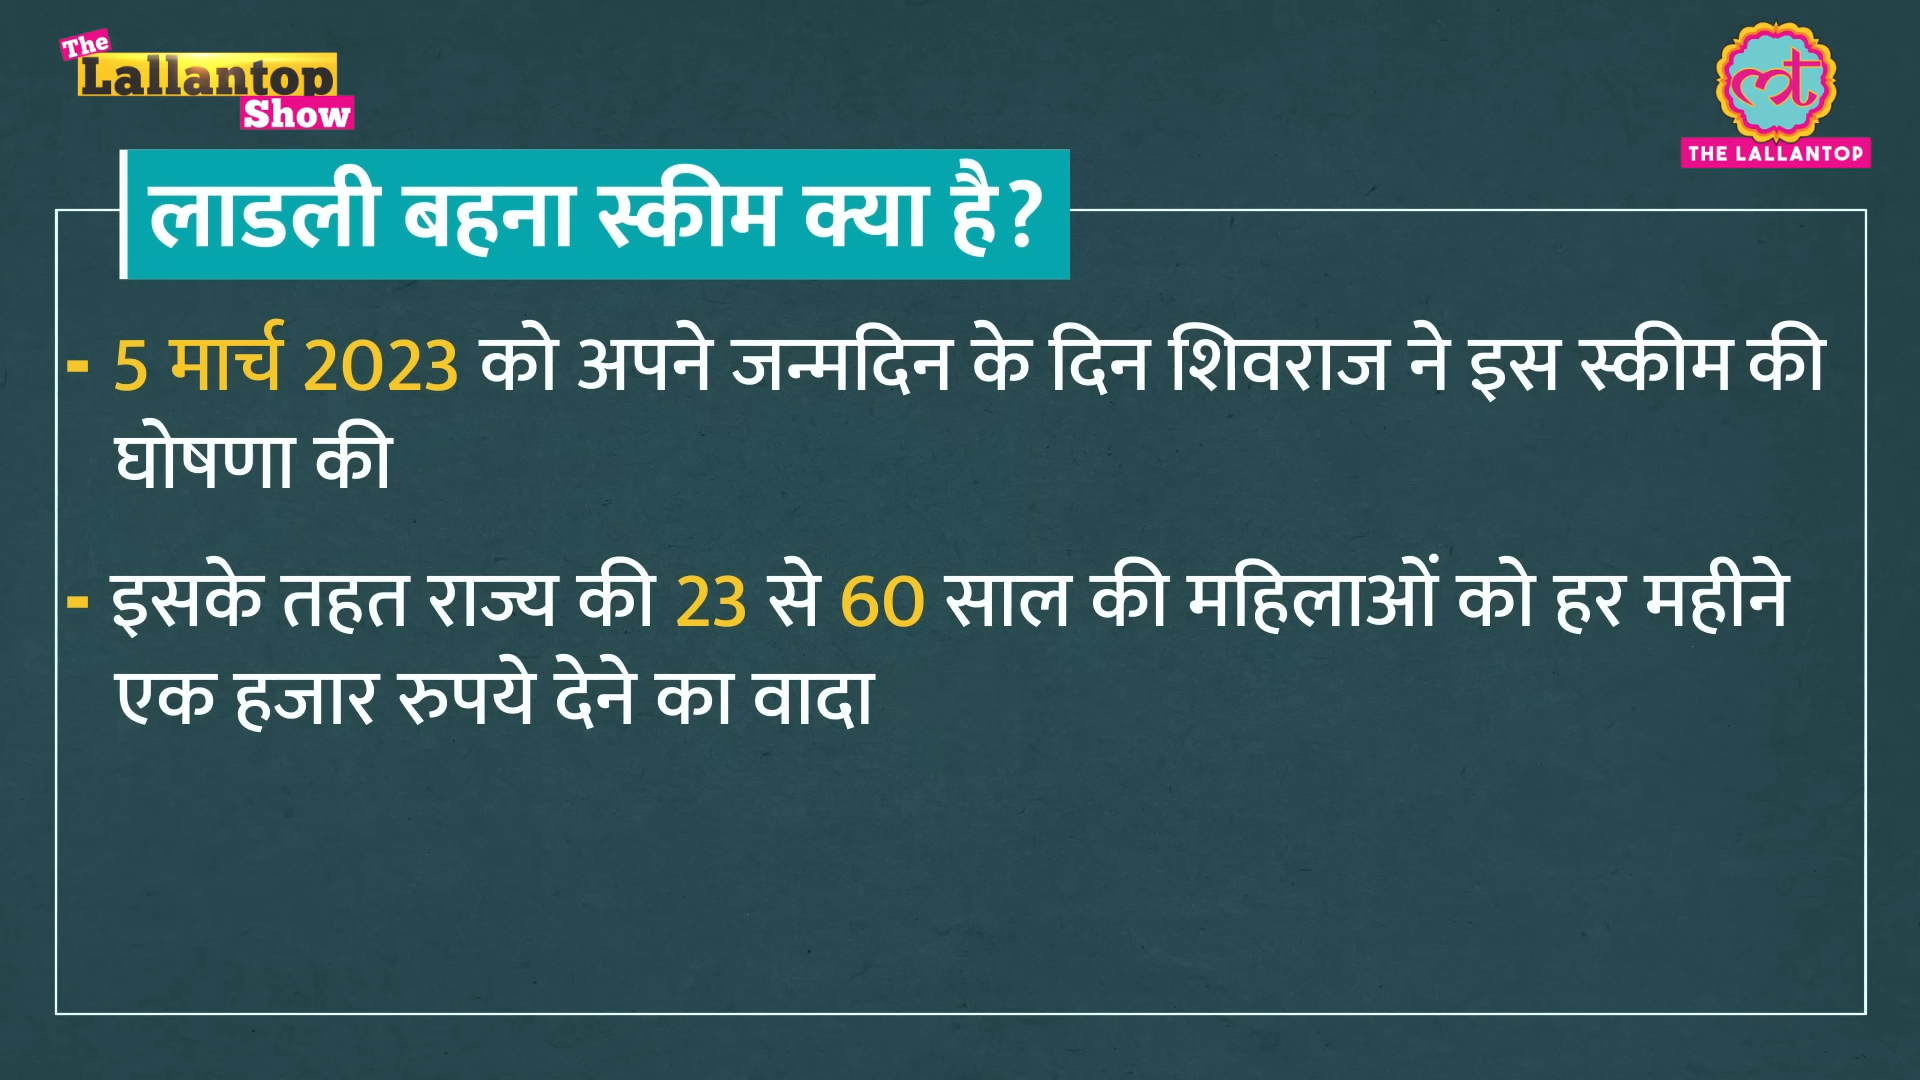 The
Lallantop
Show
लt
THE LALLANTOP
लाडली बहना स्कीम क्या है?
- 5 मार्च 2023 को अपने जन्मदिन के दिन शिवराज ने इस स्कीम की
घोषणा की
- इसके तहत राज्य की 23 से 60 साल की महिलाओं को हर महीने
एक हजार रुपये देने का वादा